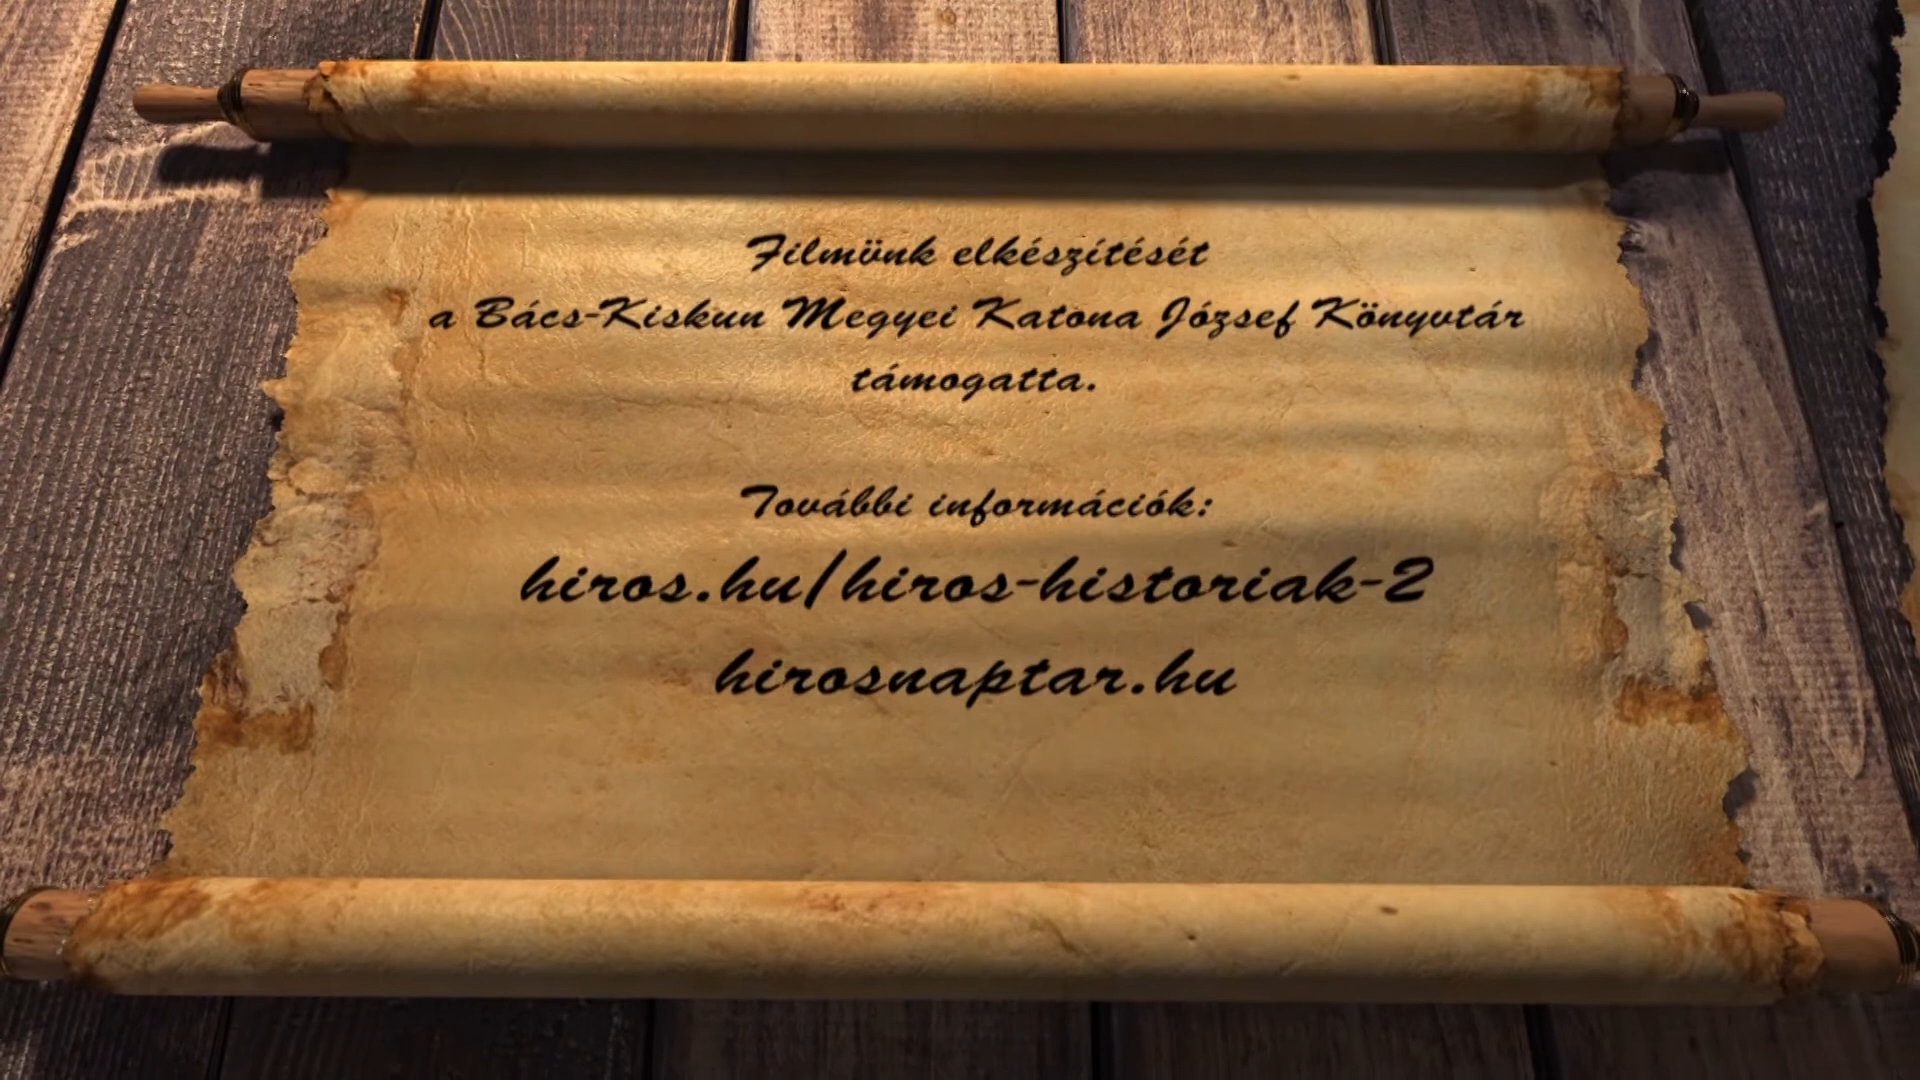 Filmünk elkészítését
a Bács-Kiskun Megyei Katona József Könyvtár
támogatta.
További információk:
hiros.hu/hiros-historiak-2
hirosnaptar.hu